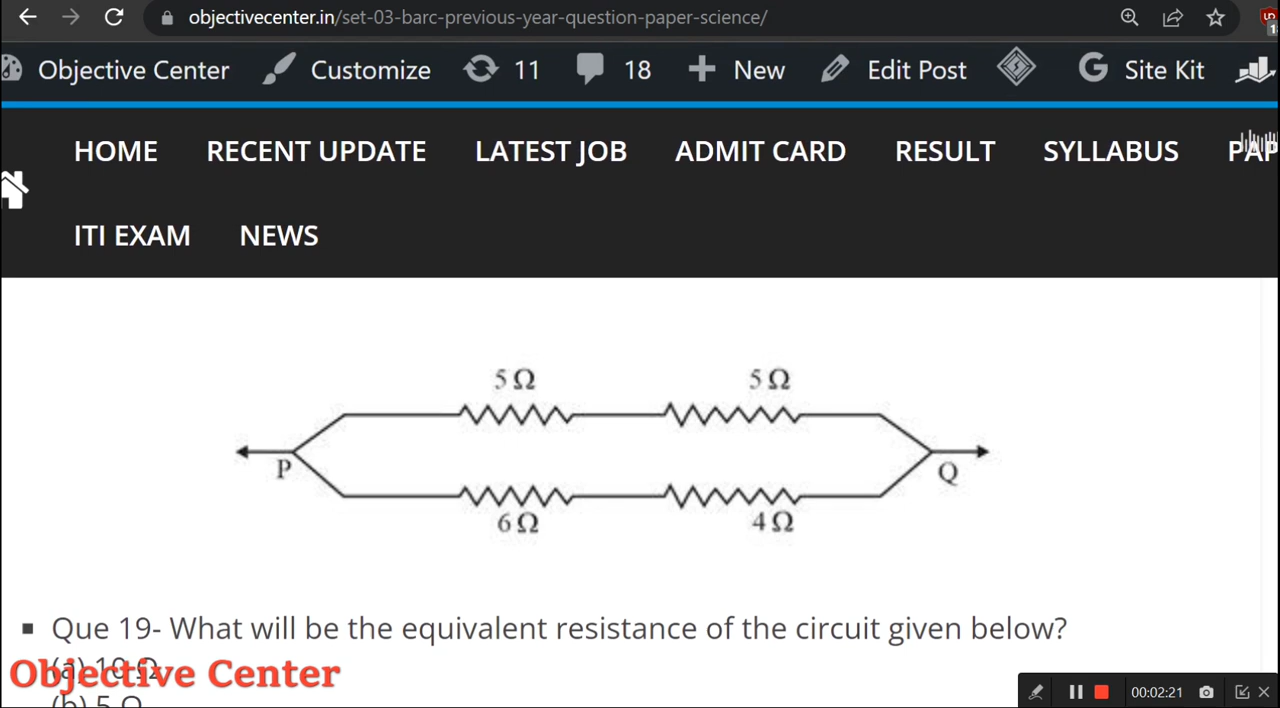 objectivecenter.in/set-03-barc-previous-year-question-paper-science/
Objective Center Customize 11 18 New Edit Post Site Kit
HOME RECENT UPDATE LATEST JOB ADMIT CARD RESULT SYLLABUS
ITI EXAM NEWS
5 Ω 5 Ω
P Q
6 Ω 4 Ω
▪ Que 19- What will be the equivalent resistance of the circuit given below?
(a) 10 Ω
Objective Center
(b) 5 Ω
00:02:21